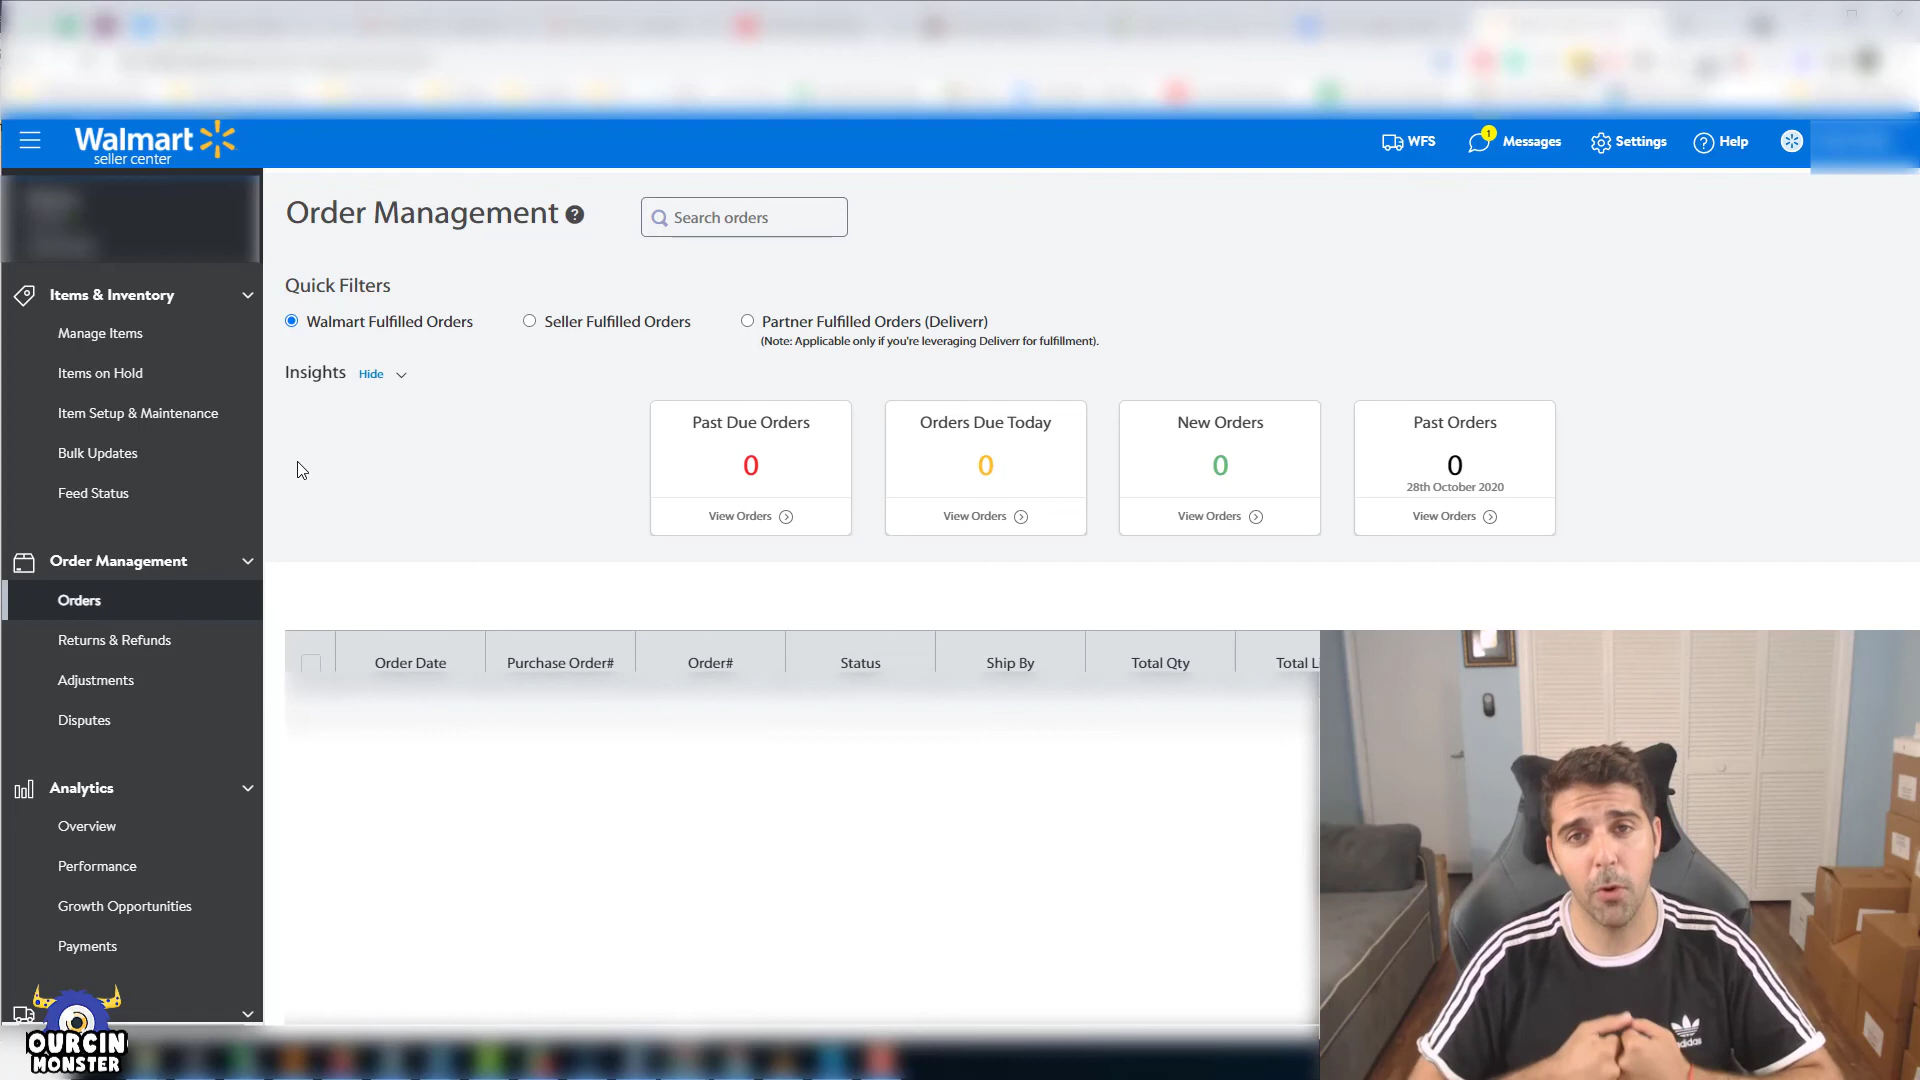 Walmart
seller center
WFS
1
Messages
Settings
Help
Order Management ?
Search orders
Quick Filters
Walmart Fulfilled Orders
Seller Fulfilled Orders
Partner Fulfilled Orders (Deliverr)
(Note: Applicable only if you're leveraging Deliverr for fulfillment).
Insights Hide
Past Due Orders
0
View Orders
Orders Due Today
0
View Orders
New Orders
0
View Orders
Past Orders
0
28th October 2020
View Orders
Items & Inventory
Manage Items
Items on Hold
Item Setup & Maintenance
Bulk Updates
Feed Status
Order Management
Orders
Returns & Refunds
Adjustments
Disputes
Analytics
Overview
Performance
Growth Opportunities
Payments
Order Date
Purchase Order#
Order#
Status
Ship By
Total Qty
Total Li
OURCIN
MONSTER
adidas